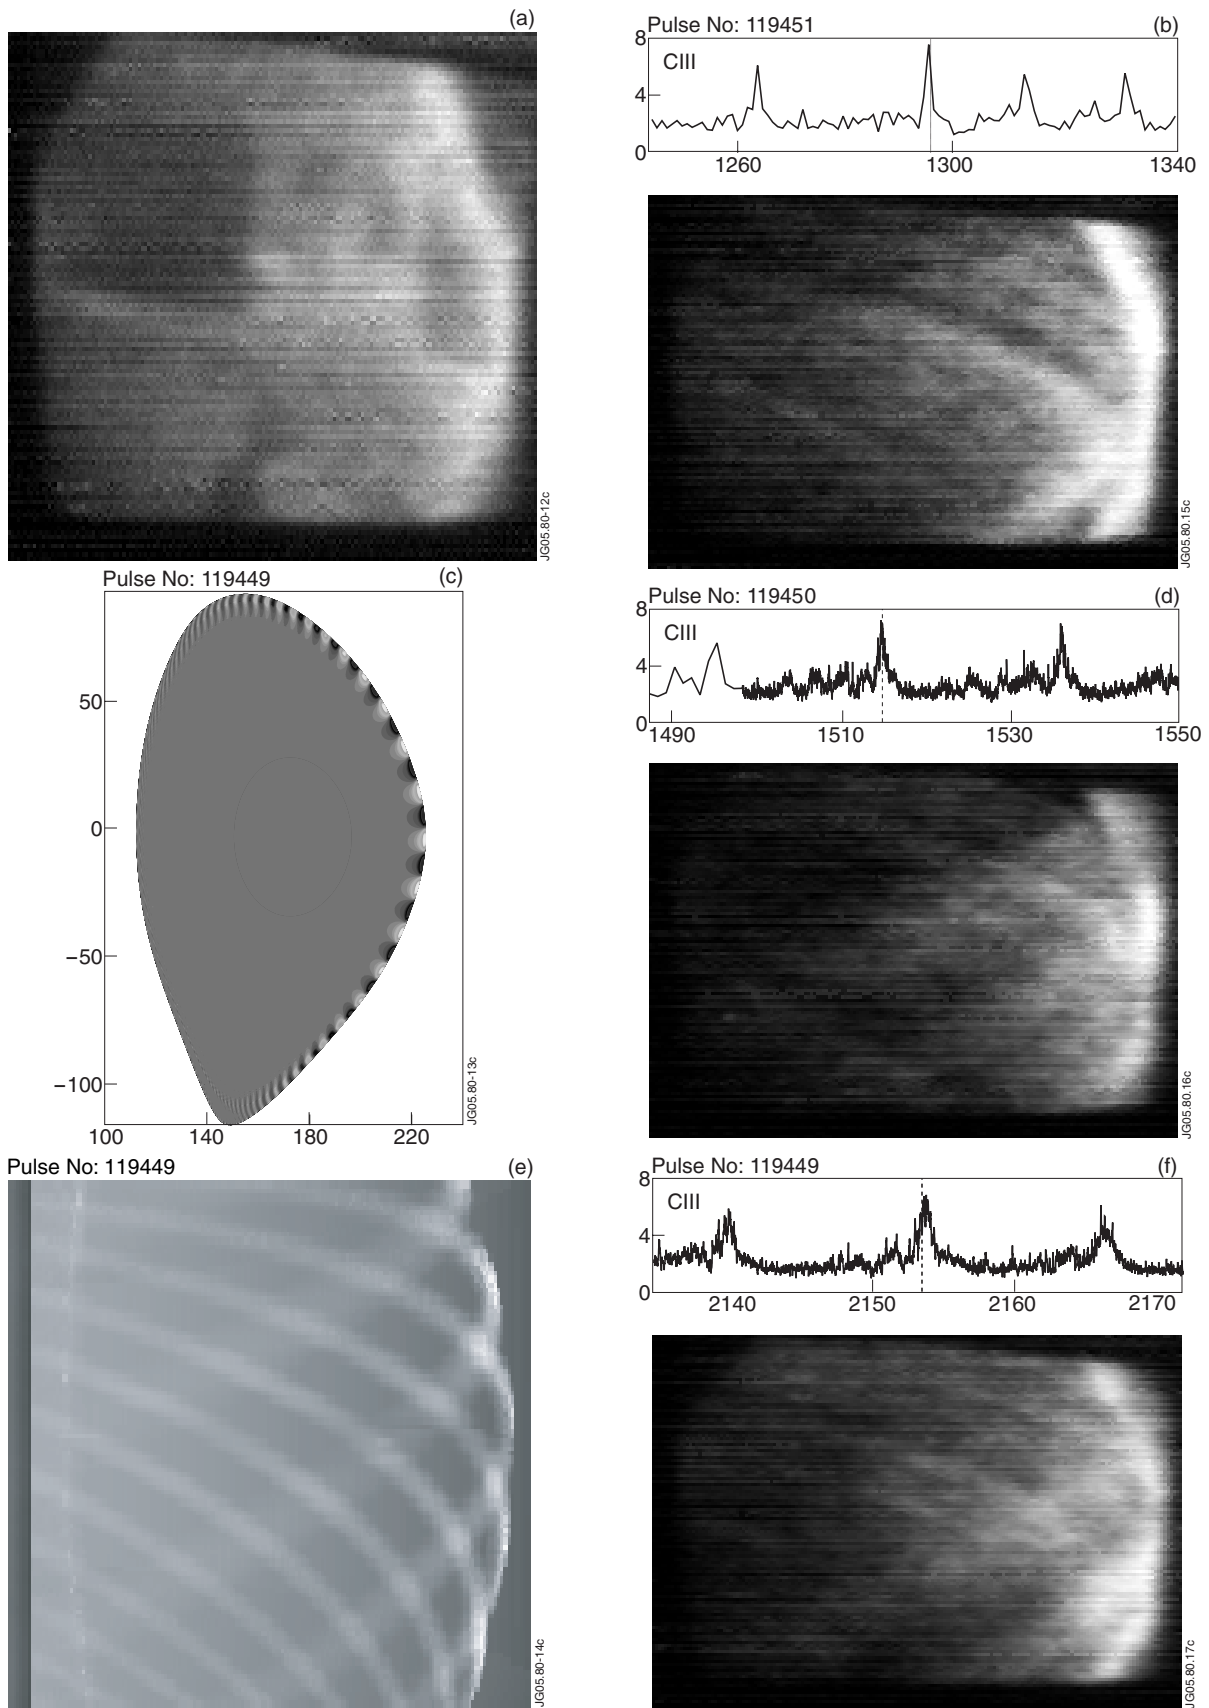 (a)
JG05.80-12c
Pulse No: 119451 (b)
8
CIII
4
0
1260 1300 1340
JG05.80.15c
Pulse No: 119449 (c)
50
0
−50
−100
100 140 180 220
JG05.80-13c
Pulse No: 119450 (d)
8
CIII
4
0
1490 1510 1530 1550
JG05.80.16c
Pulse No: 119449 (e)
JG05.80-14c
Pulse No: 119449 (f)
8
CIII
4
0
2140 2150 2160 2170
JG05.80.17c